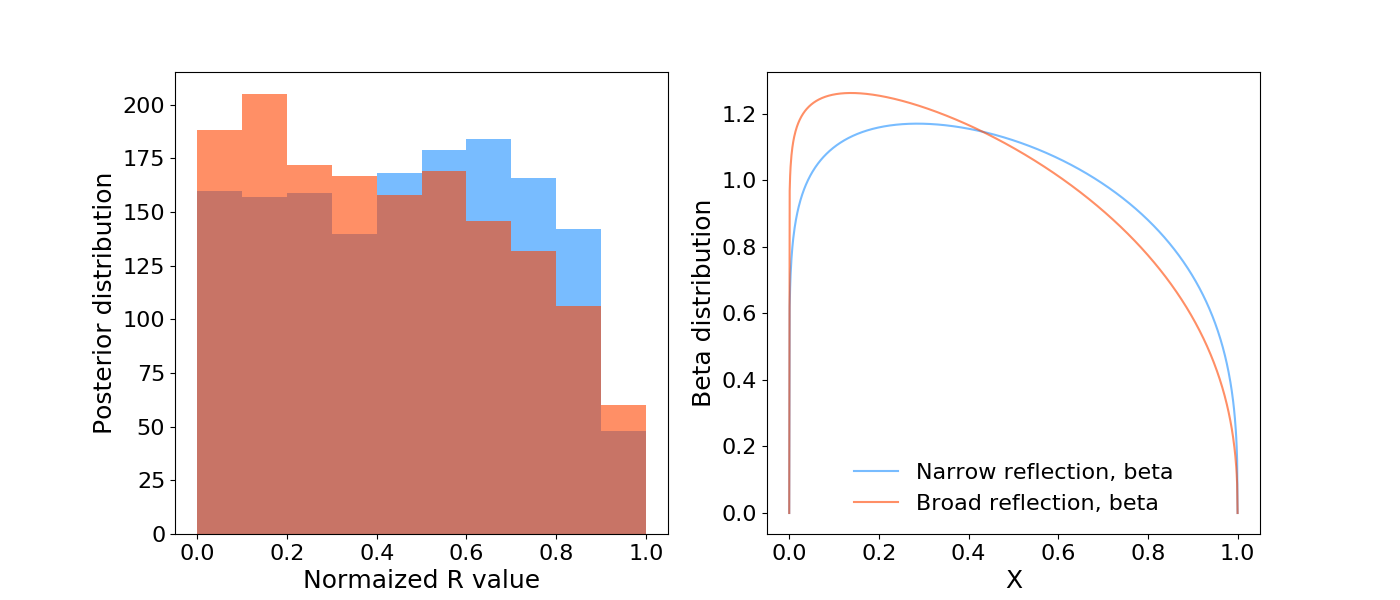 200
175
150
125
100
75
50
25
0
0.0 0.2 0.4 0.6 0.8 1.0
Normaized R value
Posterior distribution
1.2
1.0
0.8
0.6
0.4
0.2
0.0
0.0 0.2 0.4 0.6 0.8 1.0
X
Beta distribution
Narrow reflection, beta
Broad reflection, beta